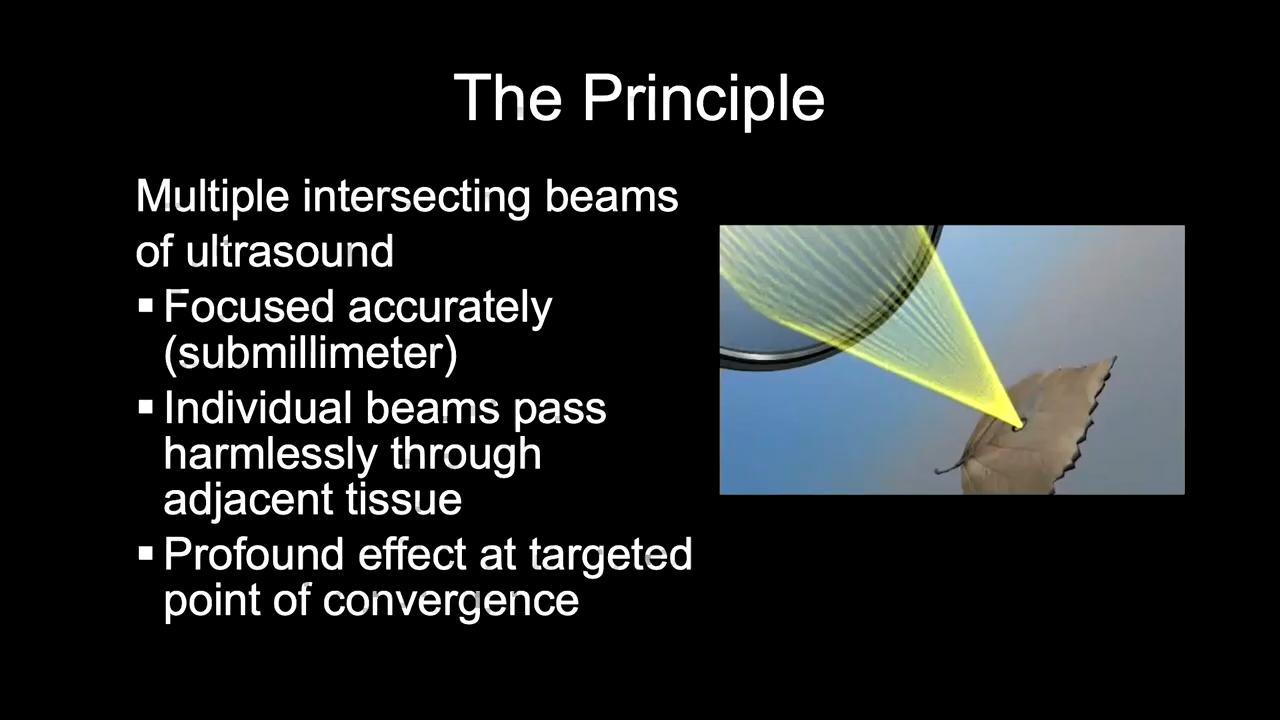 The Principle
Multiple intersecting beams
of ultrasound
▪ Focused accurately
(submillimeter)
▪ Individual beams pass
harmlessly through
adjacent tissue
▪ Profound effect at targeted
point of convergence